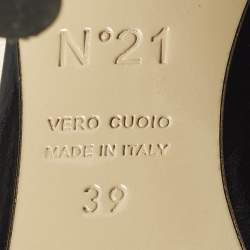 N°21
VERO CUOIO
MADE IN ITALY
39